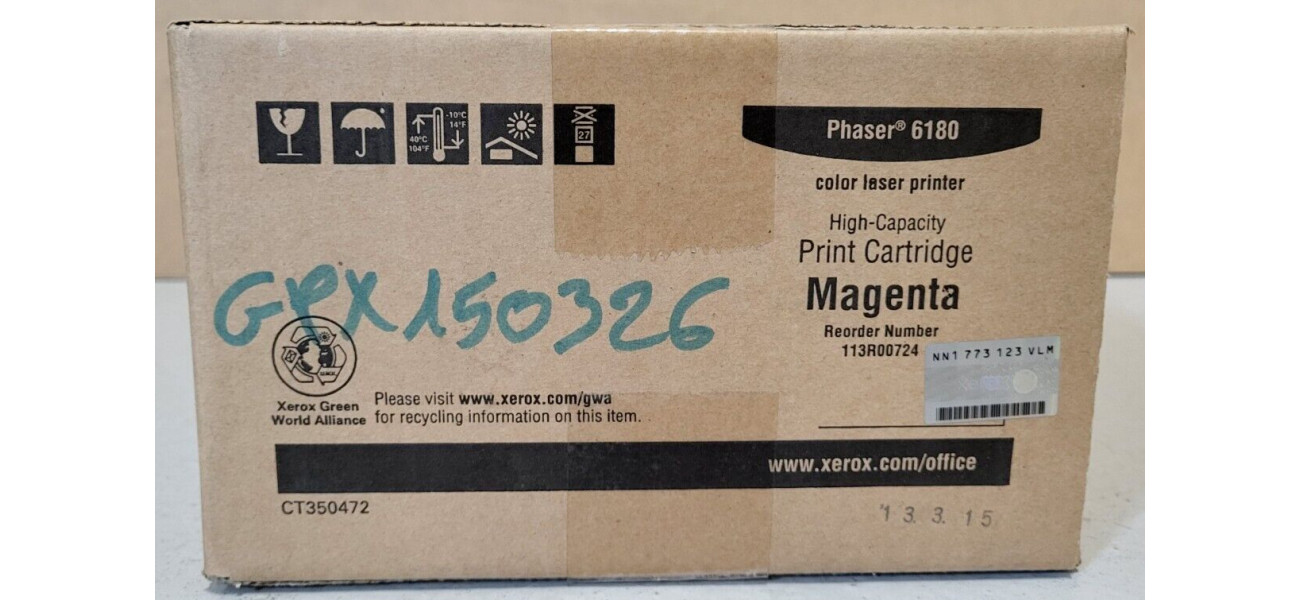 -10°C
14°F
40°C
104°F
27
Phaser® 6180
color laser printer
High-Capacity
Print Cartridge
Magenta
Reorder Number
113R00724
NN1 773 123 VLM
GPX150326
Xerox Green
World Alliance
Please visit www.xerox.com/gwa
for recycling information on this item.
www.xerox.com/office
CT350472
'13. 3. 15